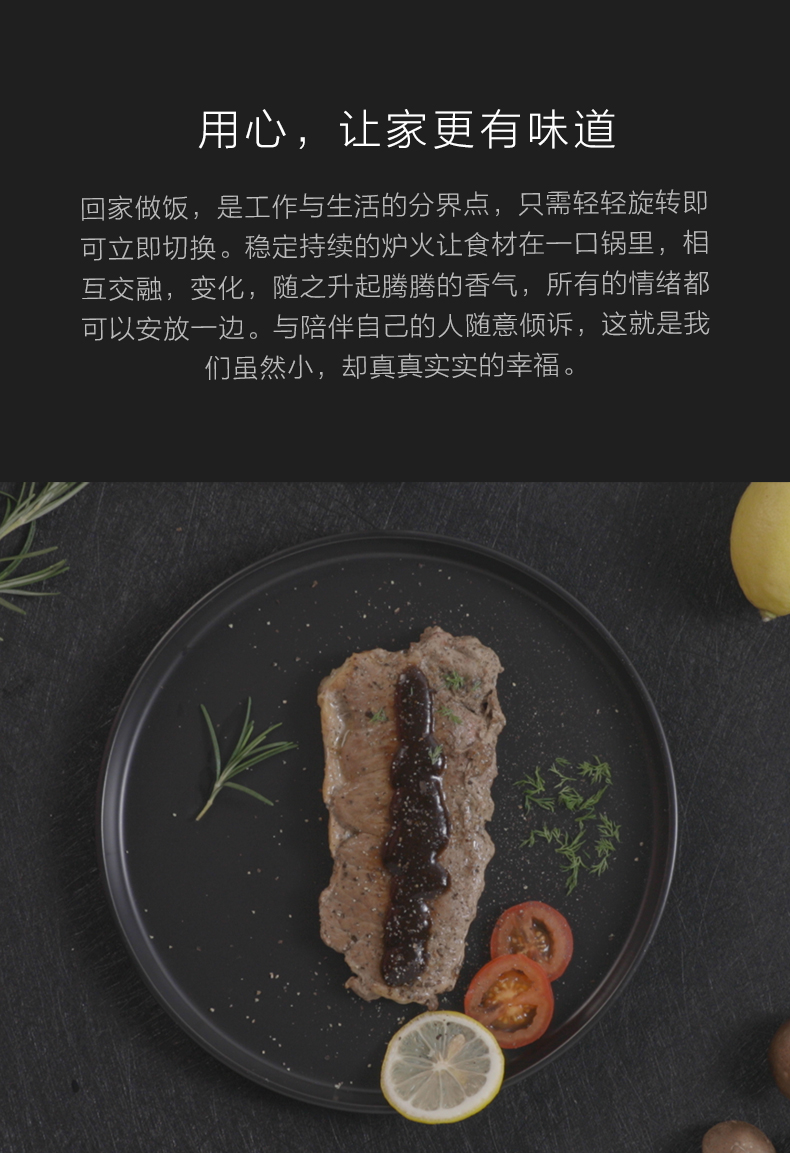 用心，让家更有味道
回家做饭，是工作与生活的分界点，只需轻轻旋转即
可立即切换。稳定持续的炉火让食材在一口锅里，相
互交融，变化，随之升起腾腾的香气，所有的情绪都
可以安放一边。与陪伴自己的人随意倾诉，这就是我
们虽然小，却真真实实的幸福。